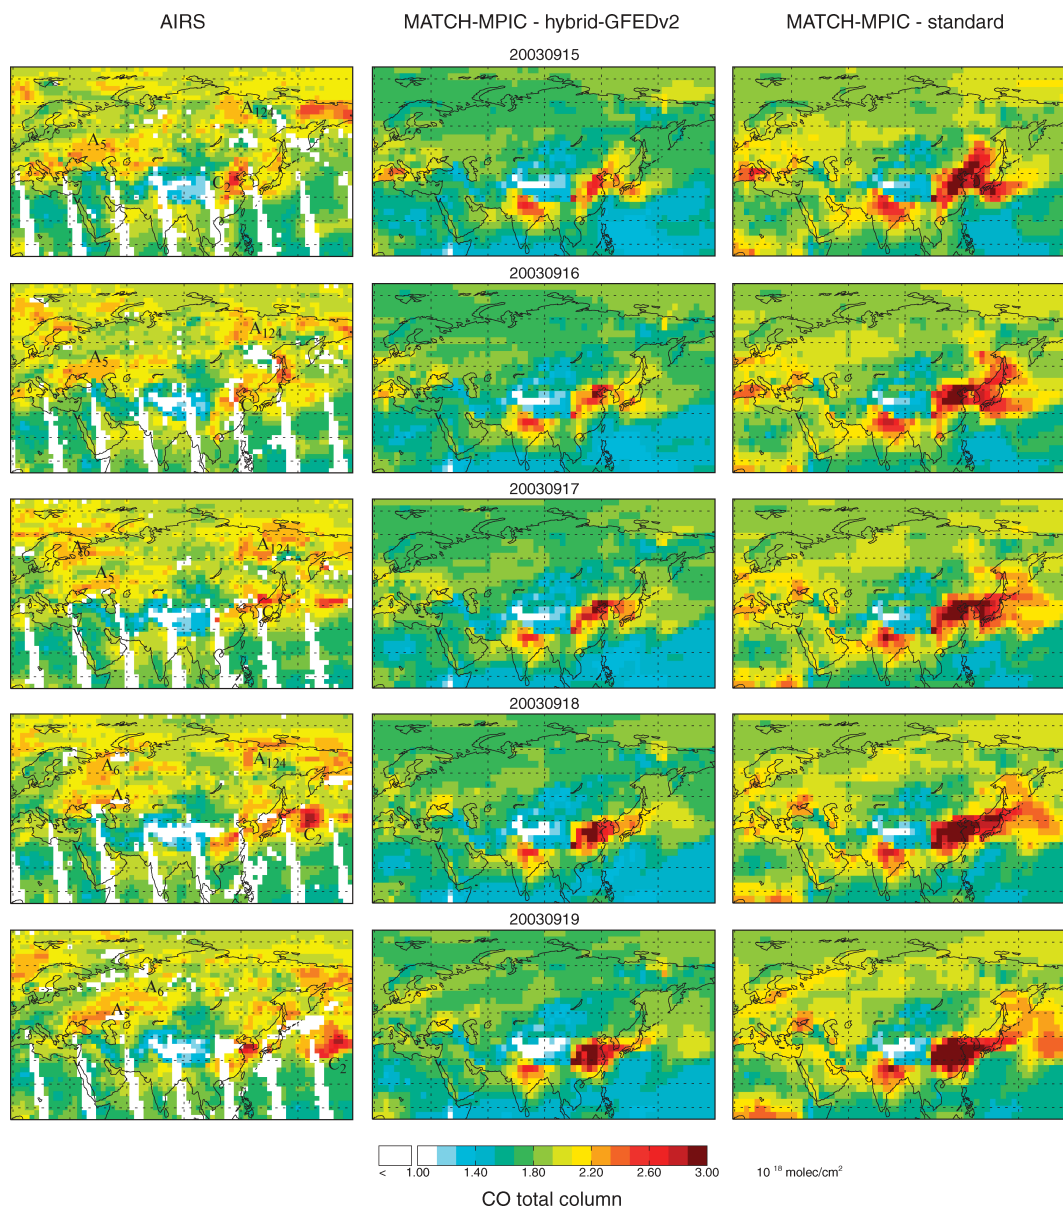 AIRS MATCH-MPIC - hybrid-GFEDv2 MATCH-MPIC - standard
20030915
A124
A5
C2
20030916
A124
A5
C2
20030917
A6 A124
A5
C2
20030918
A124
A6
A5
C2
20030919
A6
A5
C2
< 1.00 1.40 1.80 2.20 2.60 3.00 10 18 molec/cm2
CO total column